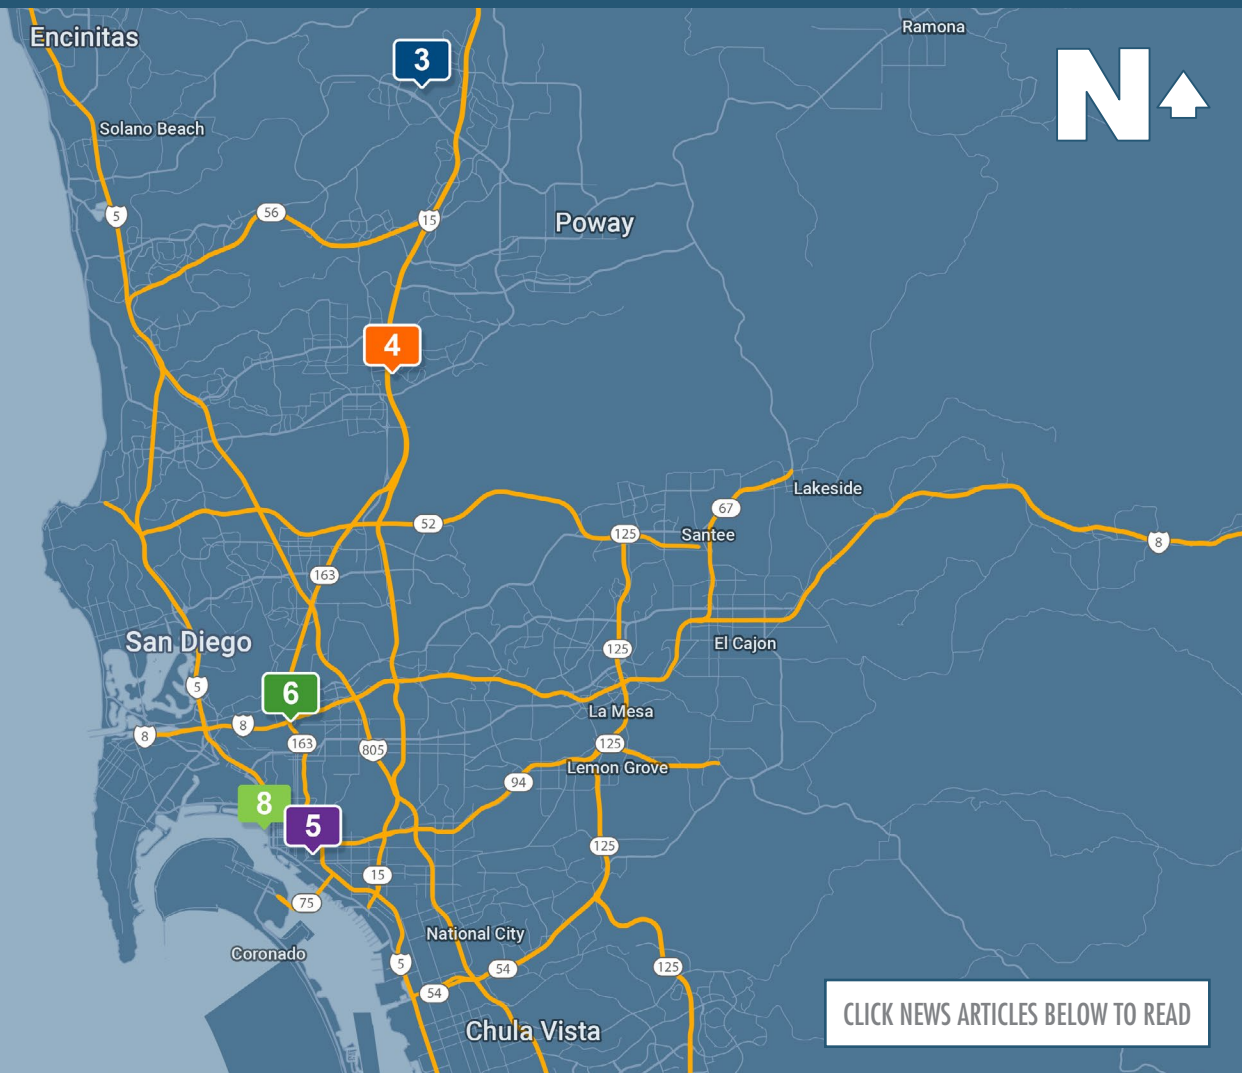 Encinitas
Ramona
3
N
Solano Beach
5
56
15
Poway
4
Lakeside
67
52
125
Santee
8
163
San Diego
125
El Cajon
5
6
La Mesa
8
8
163
805
125
Lemon Grove
94
8
5
125
15
75
National City
Coronado
5
54
125
54
CLICK NEWS ARTICLES BELOW TO READ
Chula Vista